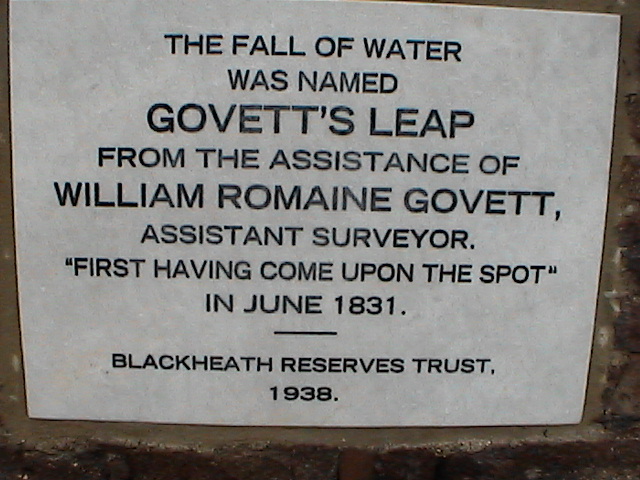 THE FALL OF WATER
WAS NAMED
GOVETT'S LEAP
FROM THE ASSISTANCE OF
WILLIAM ROMAINE GOVETT,
ASSISTANT SURVEYOR.
"FIRST HAVING COME UPON THE SPOT"
IN JUNE 1831.
BLACKHEATH RESERVES TRUST,
1938.